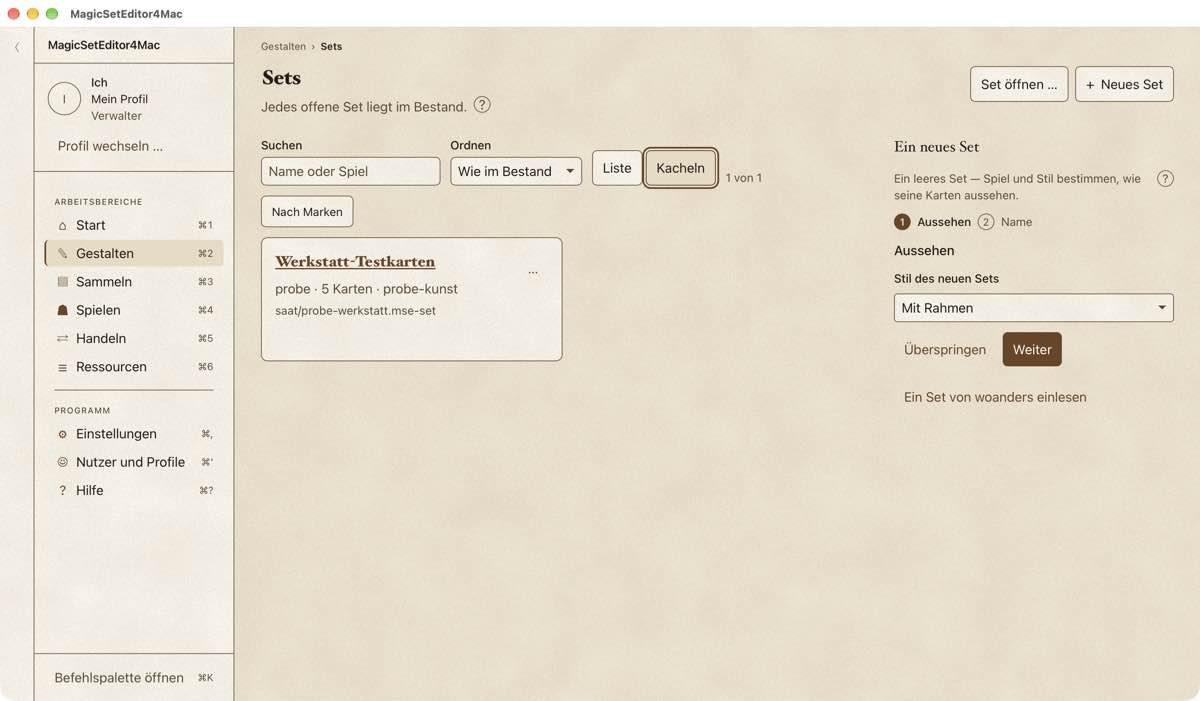 MagicSetEditor4Mac
MagicSetEditor4Mac
I
Ich
Mein Profil
Verwalter
Profil wechseln ...
ARBEITSBEREICHE
Start ⌘1
Gestalten ⌘2
Sammeln ⌘3
Spielen ⌘4
Handeln ⌘5
Ressourcen ⌘6
PROGRAMM
Einstellungen ⌘,
Nutzer und Profile ⌘'
? Hilfe ⌘?
Befehlspalette öffnen ⌘K
Gestalten › Sets
Sets
Jedes offene Set liegt im Bestand. ?
Set öffnen ...
+ Neues Set
Suchen
Name oder Spiel
Ordnen
Wie im Bestand
Liste
Kacheln
1 von 1
Nach Marken
Werkstatt-Testkarten
...
probe · 5 Karten · probe-kunst
saat/probe-werkstatt.mse-set
Ein neues Set
Ein leeres Set — Spiel und Stil bestimmen, wie
seine Karten aussehen.
?
1 Aussehen 2 Name
Aussehen
Stil des neuen Sets
Mit Rahmen
Überspringen
Weiter
Ein Set von woanders einlesen